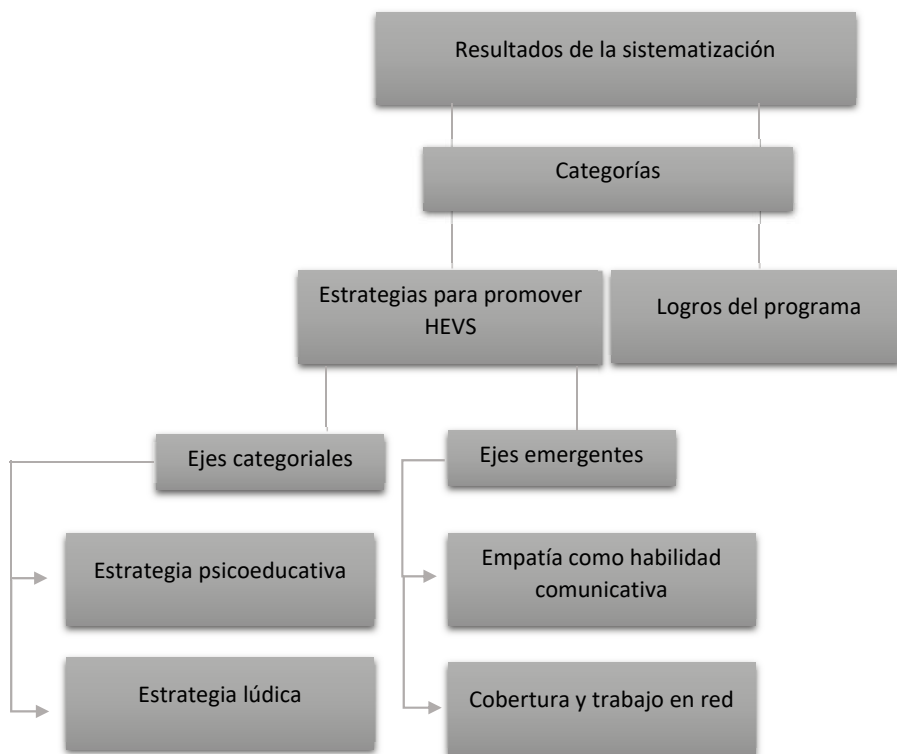 Resultados de la sistematización
Categorías
Estrategias para promover
HEVS
Logros del programa
Ejes categoriales
Ejes emergentes
Estrategia psicoeducativa
Empatía como habilidad
comunicativa
Estrategia lúdica
Cobertura y trabajo en red